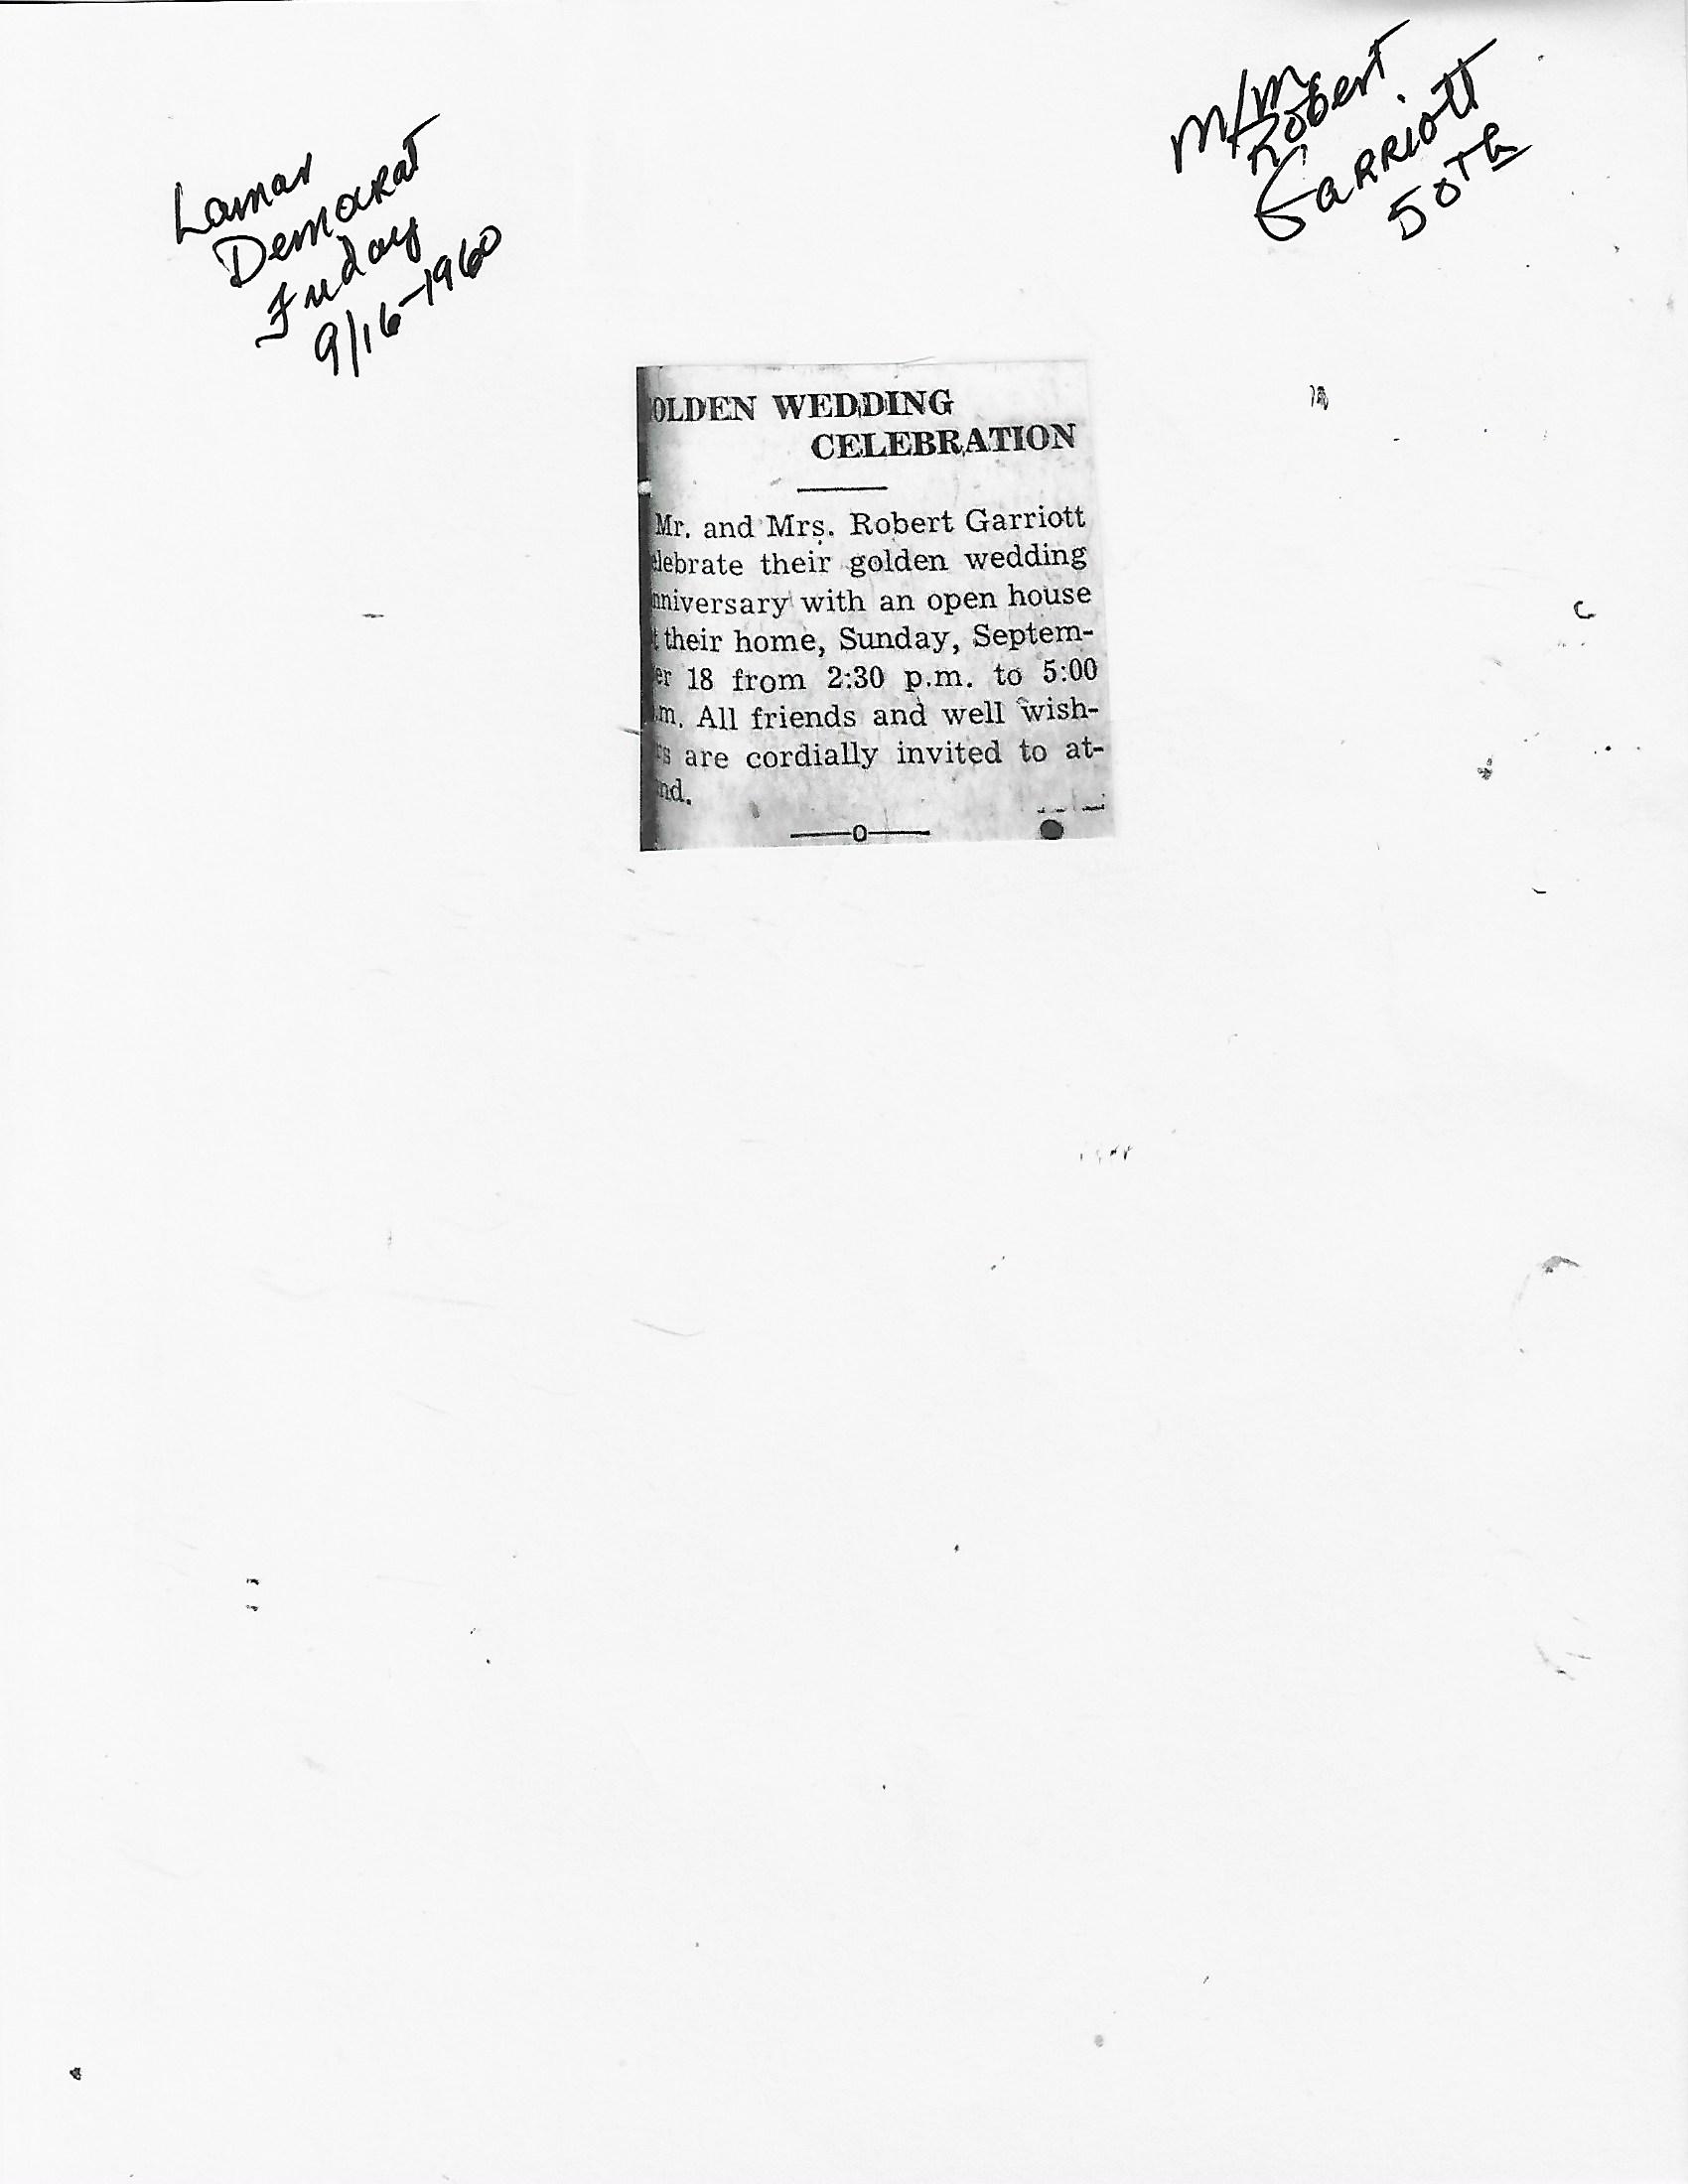 Lamar
Democrat
Friday
9/16-1960
M/M
Robert
Garriott
50th
OLDEN WEDDING
CELEBRATION
Mr. and Mrs. Robert Garriott
elebrate their golden wedding
nniversary with an open house
t their home, Sunday, Septem-
er 18 from 2:30 p.m. to 5:00
.m. All friends and well wish-
rs are cordially invited to at-
nd.
—o—